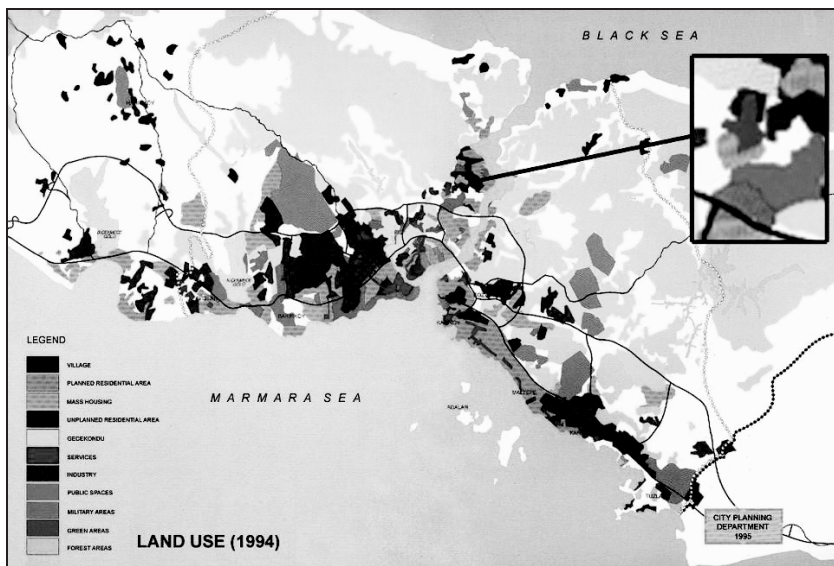 BLACK SEA
MARMARA SEA
ADALAR
MALTEPE
TUZLA
LEGEND
VILLAGE
PLANNED RESIDENTIAL AREA
MASS HOUSING
UNPLANNED RESIDENTIAL AREA
GECEKONDU
SERVICES
INDUSTRY
PUBLIC SPACES
MILITARY AREAS
GREEN AREAS
FOREST AREAS
LAND USE (1994)
CITY PLANNING
DEPARTMENT
1995